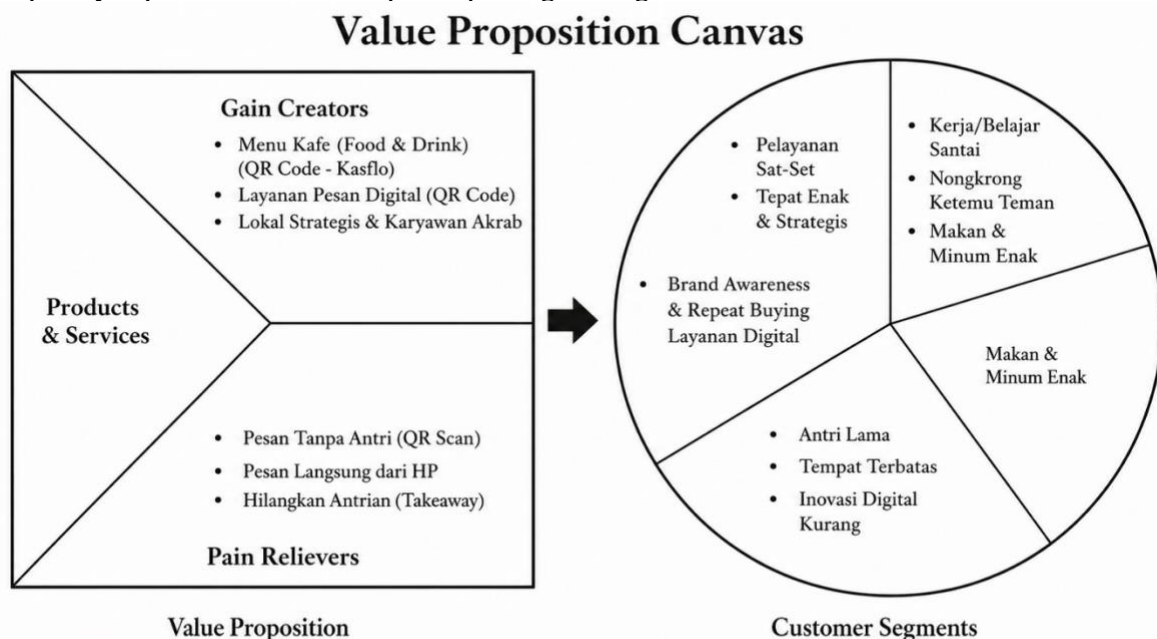 Value Proposition Canvas
Gain Creators
• Menu Kafe (Food & Drink)
(QR Code - Kasflo)
• Layanan Pesan Digital (QR Code)
• Lokal Strategis & Karyawan Akrab
Products
& Services
• Pesan Tanpa Antri (QR Scan)
• Pesan Langsung dari HP
• Hilangkan Antrian (Takeaway)
Pain Relievers
Value Proposition
• Pelayanan
Sat-Set
• Tepat Enak
& Strategis
• Brand Awareness
& Repeat Buying
Layanan Digital
• Kerja/Belajar
Santai
• Nongkrong
Ketemu Teman
• Makan &
Minum Enak
Makan &
Minum Enak
• Antri Lama
• Tempat Terbatas
• Inovasi Digital
Kurang
Customer Segments